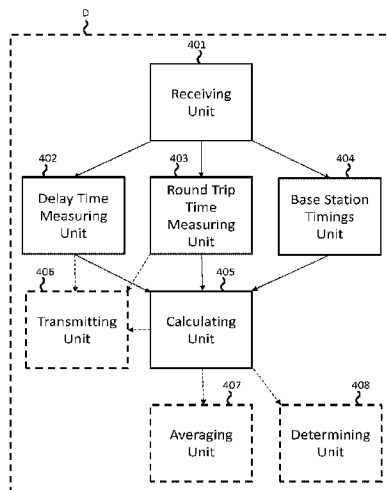 D
401
Receiving
Unit
402
403
404
Delay Time
Measuring
Unit
Round Trip
Time
Measuring
Unit
Base Station
Timings
Unit
406
405
Transmitting
Unit
Calculating
Unit
407
408
Averaging
Unit
Determining
Unit